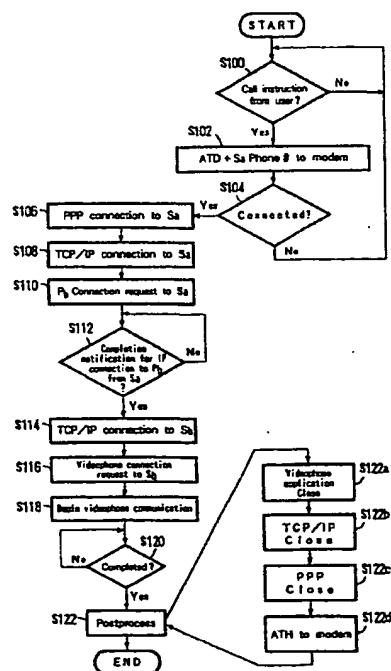 START
S100
Call instruction
from user?
No
Yes
S102
ATD + Sa Phone # to modem
S104
Connected?
Yes
No
S106
PPP connection to Sa
S108
TCP/IP connection to Sa
S110
Pb Connection request to Sa
S112
Completion
notification for IP
connection to Pb
from Sa
?
No
Yes
S114
TCP/IP connection to Sb
S116
Videophone connection
request to Sb
S118
Begin videophone communication
S120
Completed?
No
Yes
S122
Postprocess
END
S122a
Videophone
application
Close
S122b
TCP/IP
Close
S122c
PPP
Close
S122d
ATH to modem